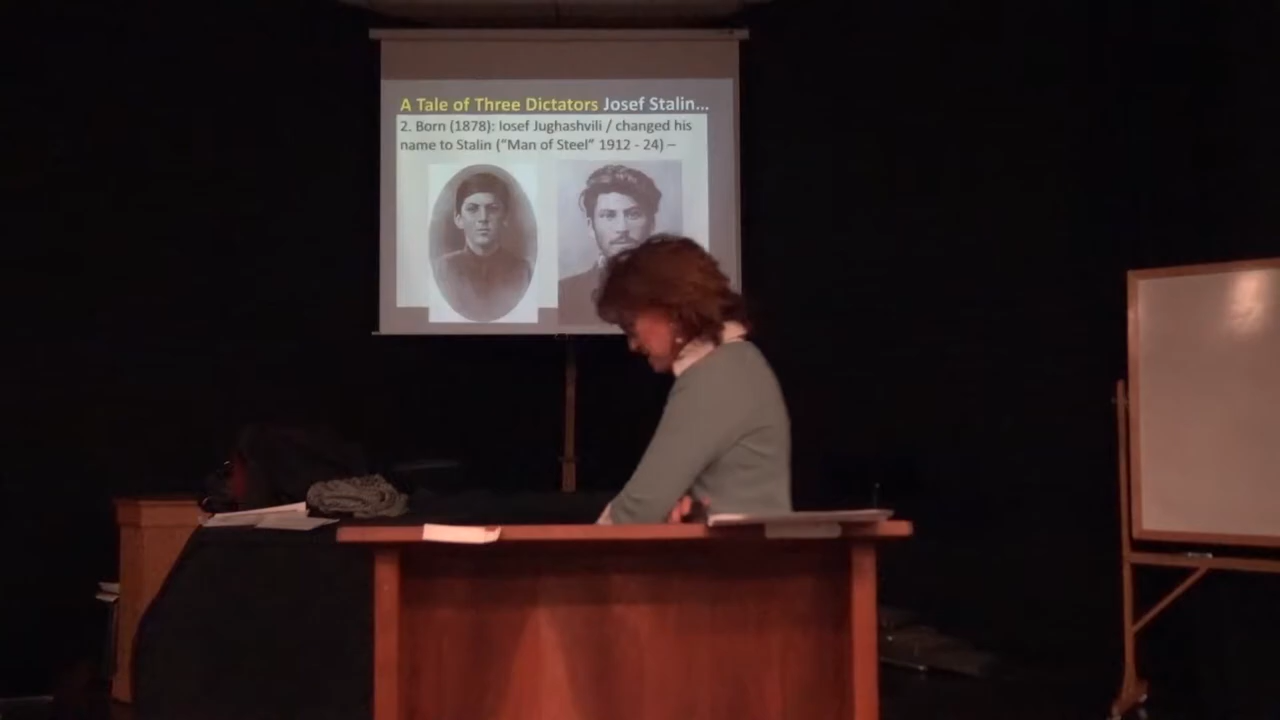 A Tale of Three Dictators Josef Stalin...
2. Born (1878): Iosef Jughashvili / changed his
name to Stalin ("Man of Steel" 1912 - 24) –